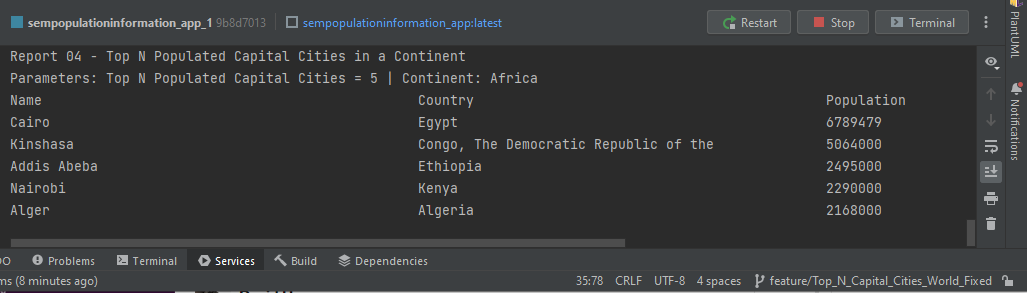 sempopulationinformation_app_1 9b8d7013 sempopulationinformation_app:latest Restart Stop Terminal
Report 04 - Top N Populated Capital Cities in a Continent
Parameters: Top N Populated Capital Cities = 5 | Continent: Africa
Name Country Population
Cairo Egypt 6789479
Kinshasa Congo, The Democratic Republic of the 5064000
Addis Abeba Ethiopia 2495000
Nairobi Kenya 2290000
Alger Algeria 2168000
PlantUML
Notifications
Problems Terminal Services Build Dependencies
ms (8 minutes ago) 35:78 CRLF UTF-8 4 spaces feature/Top_N_Capital_Cities_World_Fixed